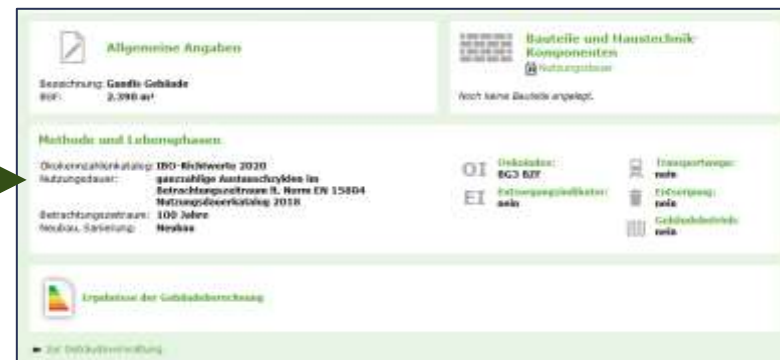 Allgemeine Angaben
Bezeichnung: Gandis Gebäude
BGF: 2.390 m²
Bauteile und Haustechnik-
Komponenten
Nutzungsdauer
Noch keine Bauteile angelegt.
Methode und Lebensphasen
Ökokennzahlenkatalog: IBO-Richtwerte 2020
Nutzungsdauer: ganzzahlige Austauschzyklen im
Betrachtungszeitraum lt. Norm EN 15804
Nutzungsdauerkatalog 2018
Betrachtungszeitraum: 100 Jahre
Neubau, Sanierung: Neubau
OI Oekoindex:
BG3 BZF
EI Entsorgungsindikator:
nein
Transportwege:
nein
Entsorgung:
nein
Gebäudebetrieb:
nein
Ergebnisse der Gebäudeberechnung
zur Gebäudeverwaltung